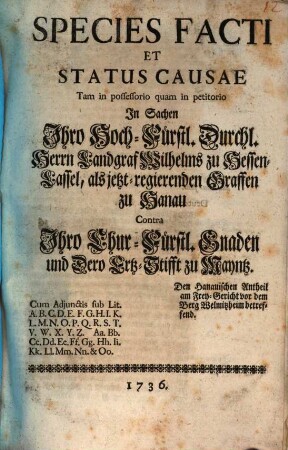 SPECIES FACTI
ET
STATUS CAUSAE
Tam in possessorio quam in petitorio
In Sachen
Ihro Hoch-Fürstl. Durchl.
Herrn Landgraf Wilhelms zu Hessen-
Cassel, als jetzt-regierenden Graffen
zu Hanau
Contra
Ihro Chur-Fürstl. Gnaden
und Dero Ertz-Stifft zu Mayntz.
Den Hanauischen Antheil
am Frey-Gericht vor dem
Berg Welmitzheim betref-
fend.
Cum Adjunctis sub Lit.
A. B. C. D. E. F. G. H. I. K.
L. M. N. O. P. Q. R. S. T.
V. W. X. Y. Z. Aa. Bb.
Cc. Dd. Ee. Ff. Gg. Hh. Ii.
Kk. Ll. Mm. Nn. & Oo.
1736.